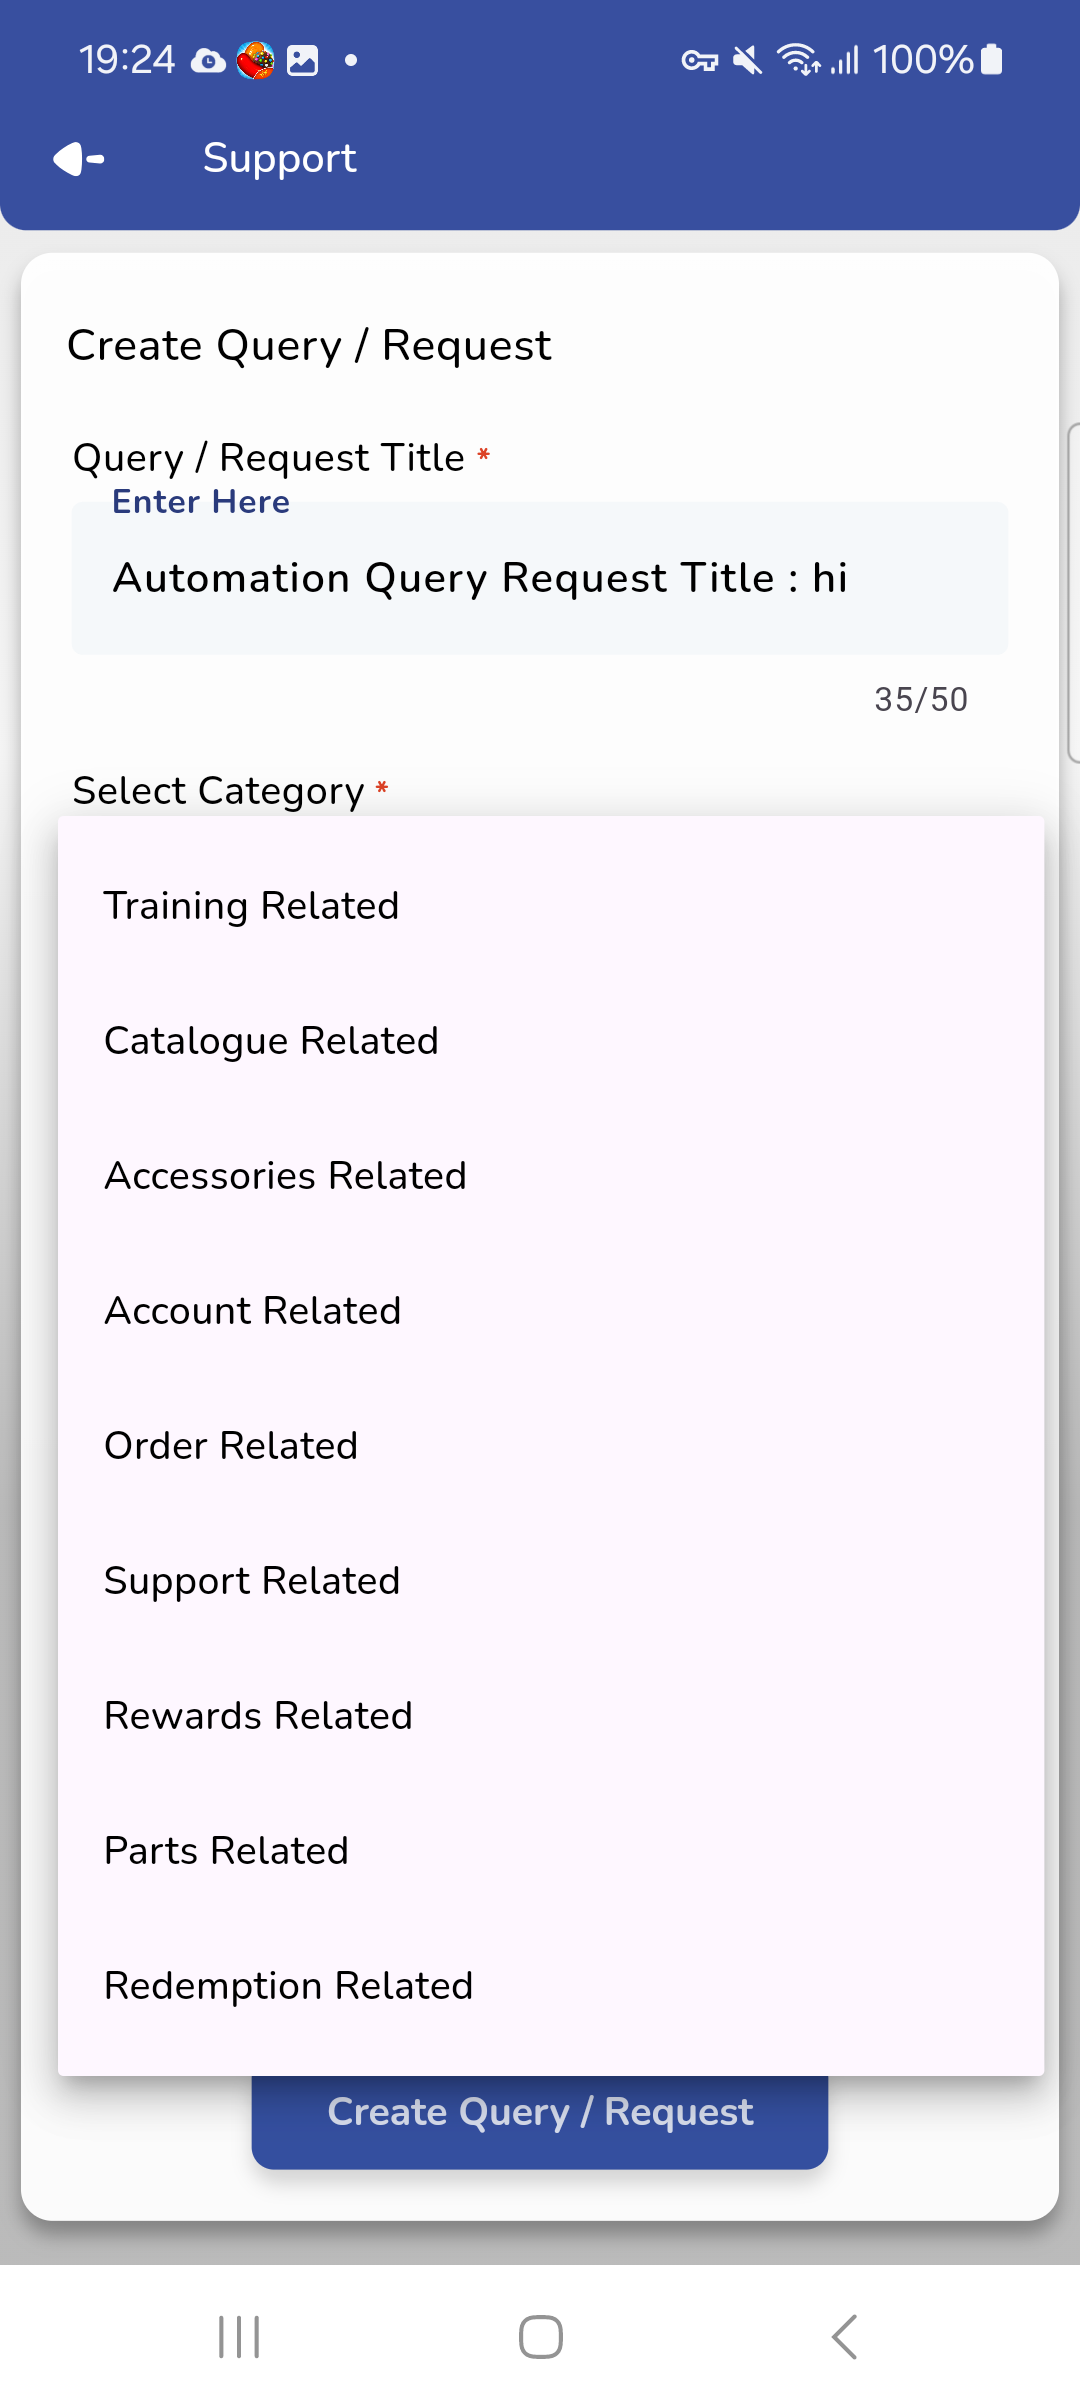 19:24
100%
Support
Create Query / Request
Query / Request Title *
Enter Here
Automation Query Request Title : hi
35/50
Select Category *
Training Related
Catalogue Related
Accessories Related
Account Related
Order Related
Support Related
Rewards Related
Parts Related
Redemption Related
Create Query / Request